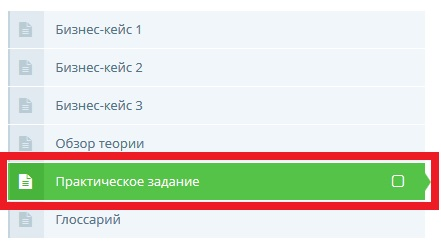 Бизнес-кейс 1
Бизнес-кейс 2
Бизнес-кейс 3
Обзор теории
Практическое задание
Глоссарий